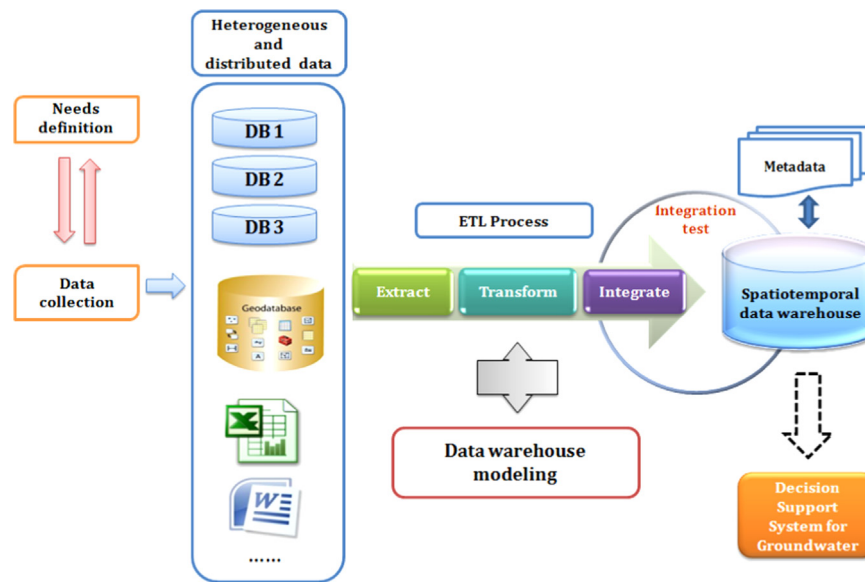 Heterogeneous
and
distributed data
Needs
definition
Data
collection
DB 1
DB 2
DB 3
Geodatabase
A
......
ETL Process
Extract
Transform
Integrate
Integration
test
Data warehouse
modeling
Metadata
Spatiotemporal
data warehouse
Decision
Support
System for
Groundwater